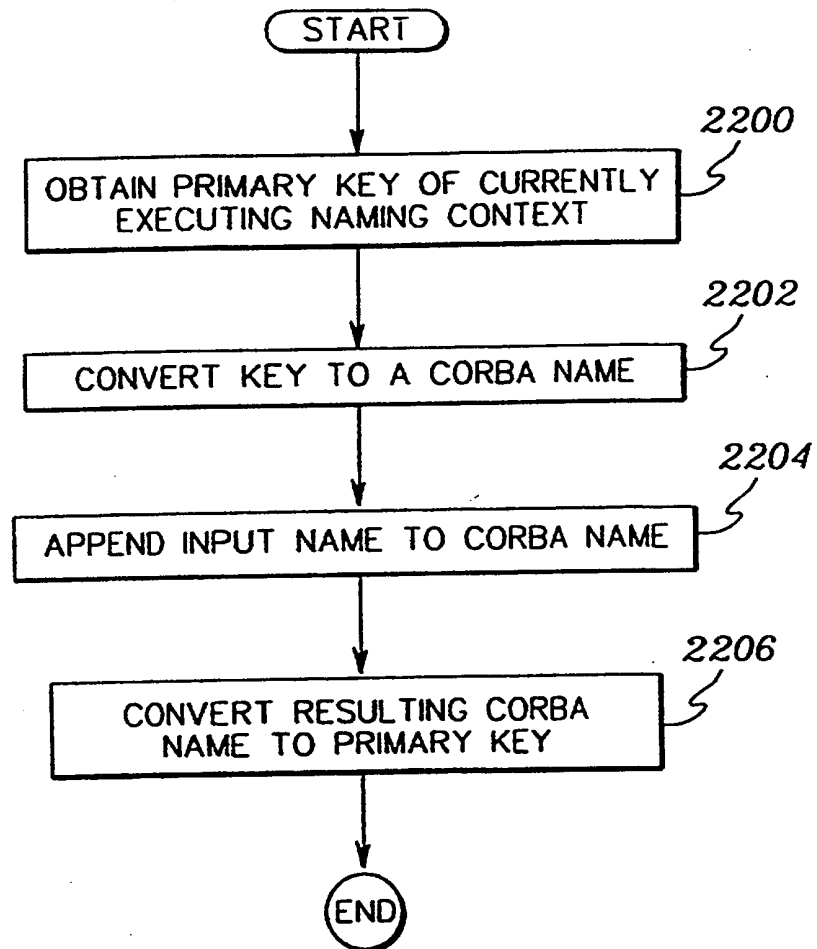 START
2200
OBTAIN PRIMARY KEY OF CURRENTLY
EXECUTING NAMING CONTEXT
2202
CONVERT KEY TO A CORBA NAME
2204
APPEND INPUT NAME TO CORBA NAME
2206
CONVERT RESULTING CORBA
NAME TO PRIMARY KEY
END